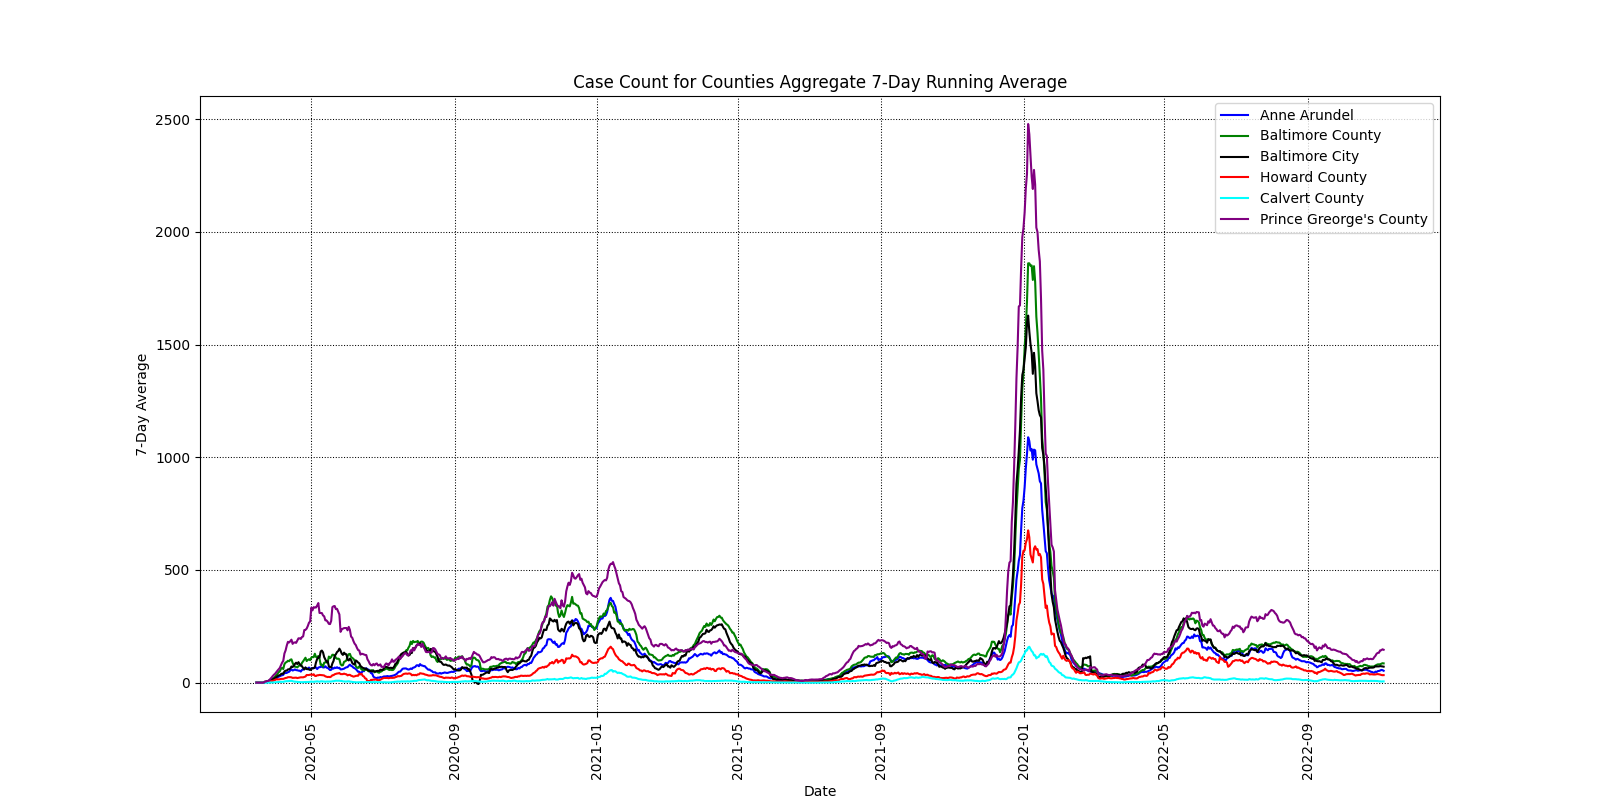 Case Count for Counties Aggregate 7-Day Running Average
Anne Arundel
Baltimore County
Baltimore City
Howard County
Calvert County
Prince Greorge's County
2500
2000
1500
1000
500
0
7-Day Average
2020-05
2020-09
2021-01
2021-05
2021-09
2022-01
2022-05
2022-09
Date